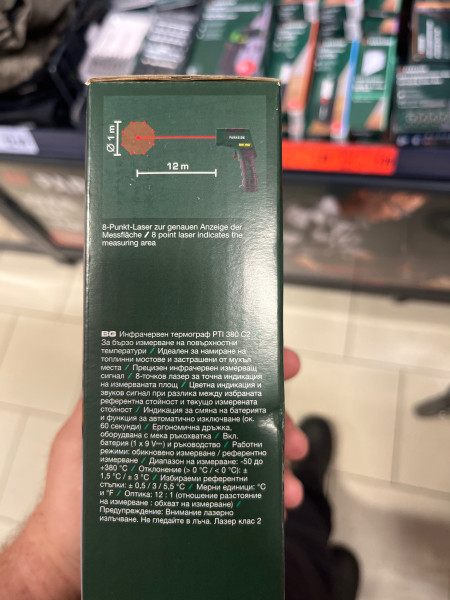 Ø 1 m
PARKSIDE
12 m
8-Punkt-Laser zur genauen Anzeige der
Messfläche // 8 point laser indicates the
measuring area
BG Инфрачервен термограф PTI 380 C2 /
За бързо измерване на повърхностни
температури / Идеален за намиране на
топлинни мостове и застрашени от мухъл
места / Прецизен инфрачервен измерващ
сигнал / 8-точков лазер за точна индикация
на измерваната площ / Цветна индикация и
звуков сигнал при разлика между избраната
референтна стойност и текущо измерената
стойност / Индикация за смяна на батерията
и функция за автоматично изключване (ок.
60 секунди) / Ергономична дръжка,
оборудвана с мека ръкохватка / Вкл.
батерия (1 x 9 V) и ръководство / Работни
режими: обикновено измерване / референтно
измерване / Диапазон на измерване: -50 до
+380 °C / Отклонение (> 0 °C / < 0 °C): ±
1,5 °C / ± 3 °C / Избираеми референтни
стъпки: ± 0,5 / 3 / 5,5 °C / Мерни единици: °C
и °F / Оптика: 12 : 1 (отношение разстояние
на измерване : обхват на измерване) /
Предупреждение: Внимание лазерно
излъчване. Не гледайте в лъча. Лазер клас 2